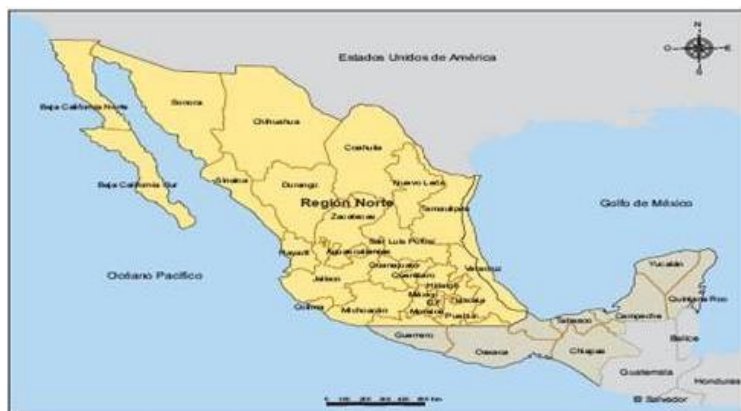 N
O
E
S
Estados Unidos de América
Baja California Norte
Sonora
Chihuahua
Coahuila
Baja California Sur
Sinaloa
Durango
Nuevo León
Región Norte
Tamaulipas
Zacatecas
Golfo de México
San Luis Potosí
Nayarit
Aguascalientes
Océano Pacífico
Guanajuato
Veracruz
Jalisco
Querétaro
Hidalgo
Yucatán
Colima
Michoacán
México
D.F
Tlaxcala
Morelos
Puebla
Quintana Roo
Campeche
Tabasco
Guerrero
Oaxaca
Chiapas
Belice
Guatemala
Honduras
El Salvador